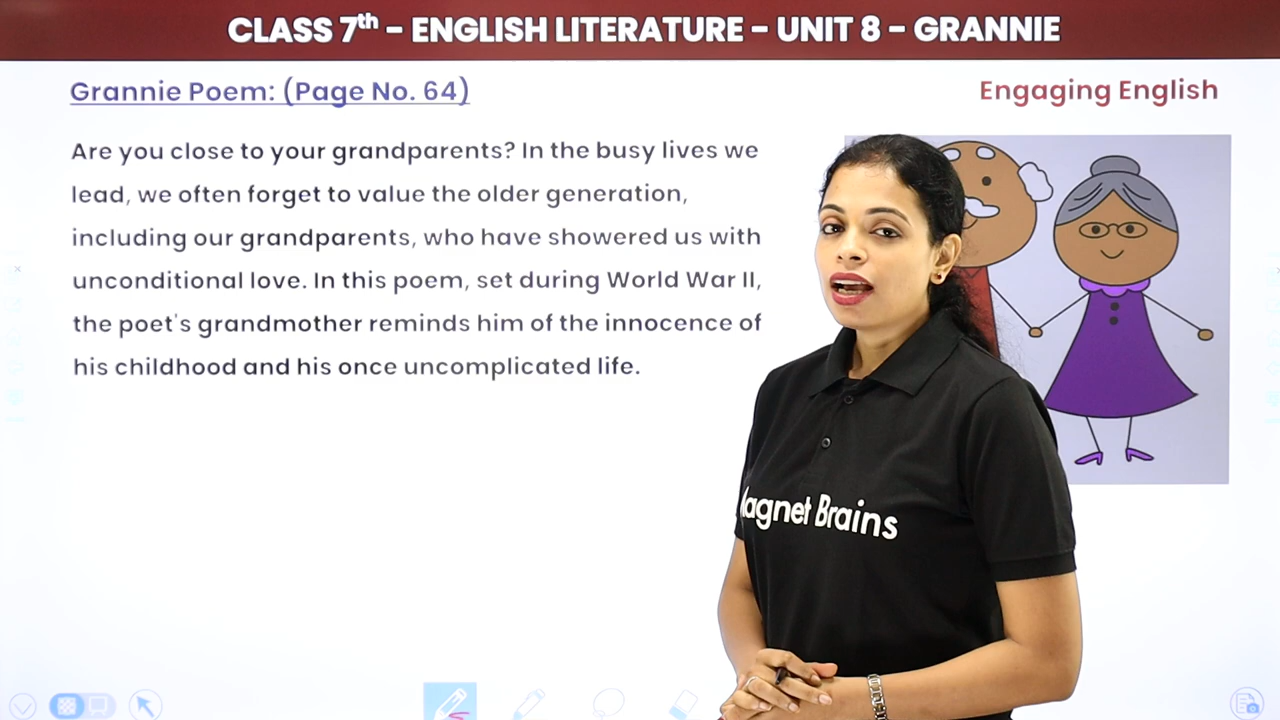 CLASS 7th - ENGLISH LITERATURE - UNIT 8 - GRANNIE
Grannie Poem: (Page No. 64)
Engaging English
Are you close to your grandparents? In the busy lives we
lead, we often forget to value the older generation,
including our grandparents, who have showered us with
unconditional love. In this poem, set during World War II,
the poet's grandmother reminds him of the innocence of
his childhood and his once uncomplicated life.
Magnet Brains